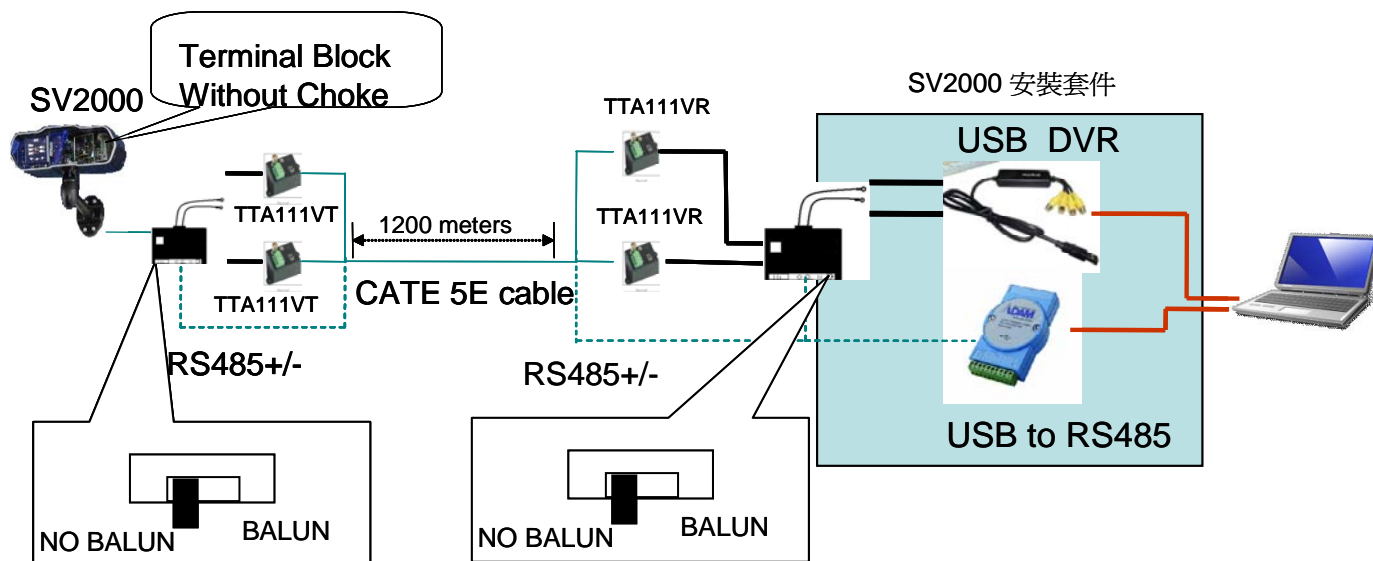 Terminal Block
Without Choke
SV2000
TTA111VR
SV2000 安裝套件
USB DVR
TTA111VT
TTA111VR
1200 meters
TTA111VT
CATE 5E cable
ADAM
RS485+/-
RS485+/-
USB to RS485
NO BALUN
BALUN
NO BALUN
BALUN